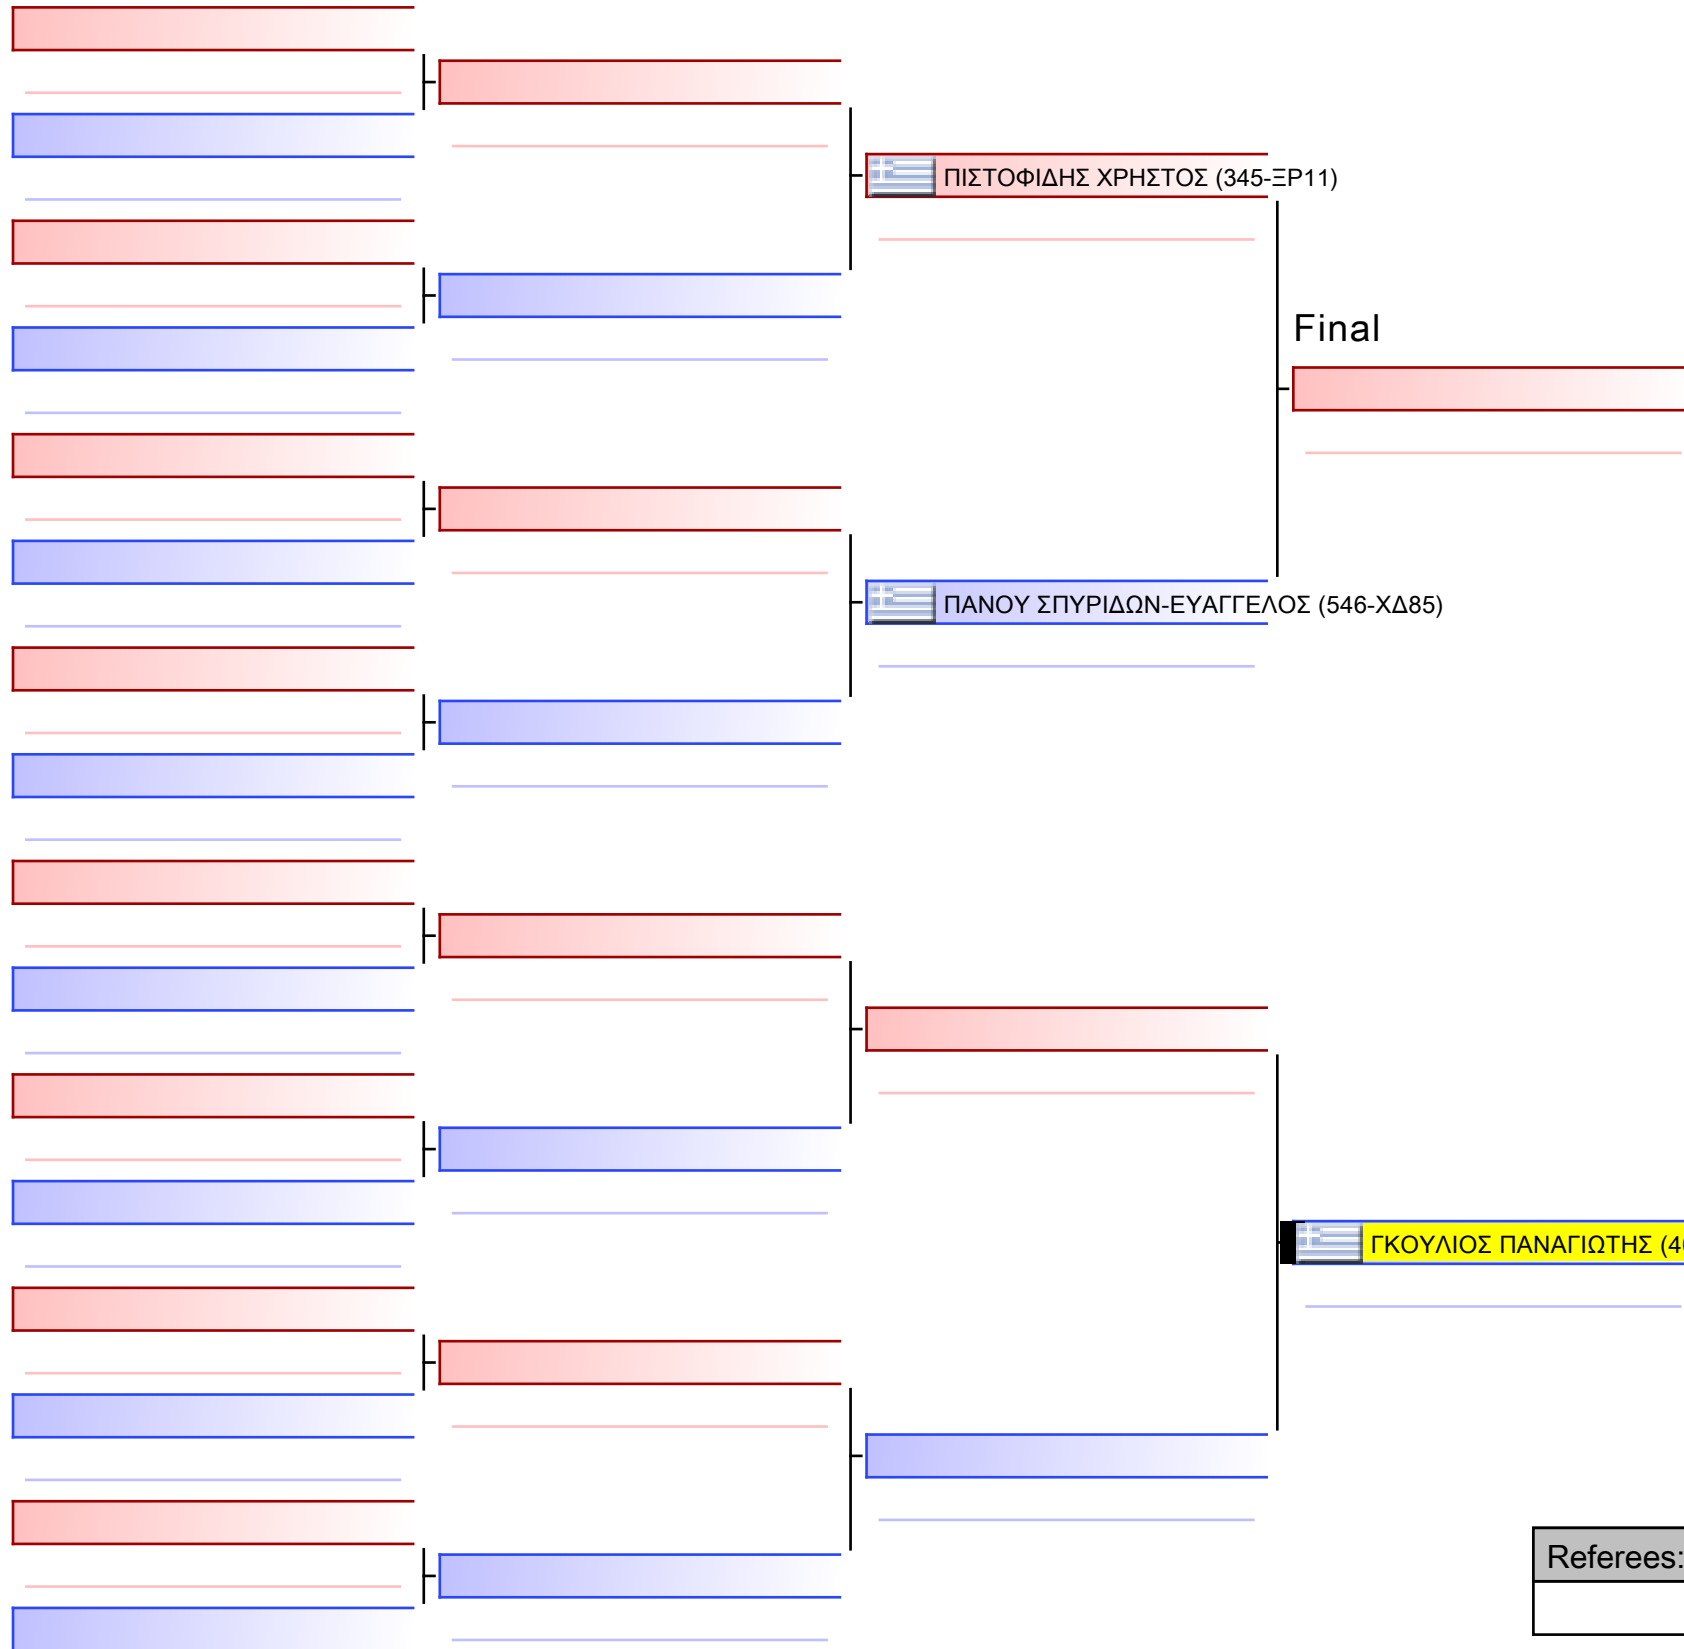 ΠΙΣΤΟΦΙΔΗΣ ΧΡΗΣΤΟΣ (345-ΞΡ11)
Final
ΠΑΝΟΥ ΣΠΥΡΙΔΩΝ-ΕΥΑΓΓΕΛΟΣ (546-ΧΔ85)
ΓΚΟΥΛΙΟΣ ΠΑΝΑΓΙΩΤΗΣ
Referees: